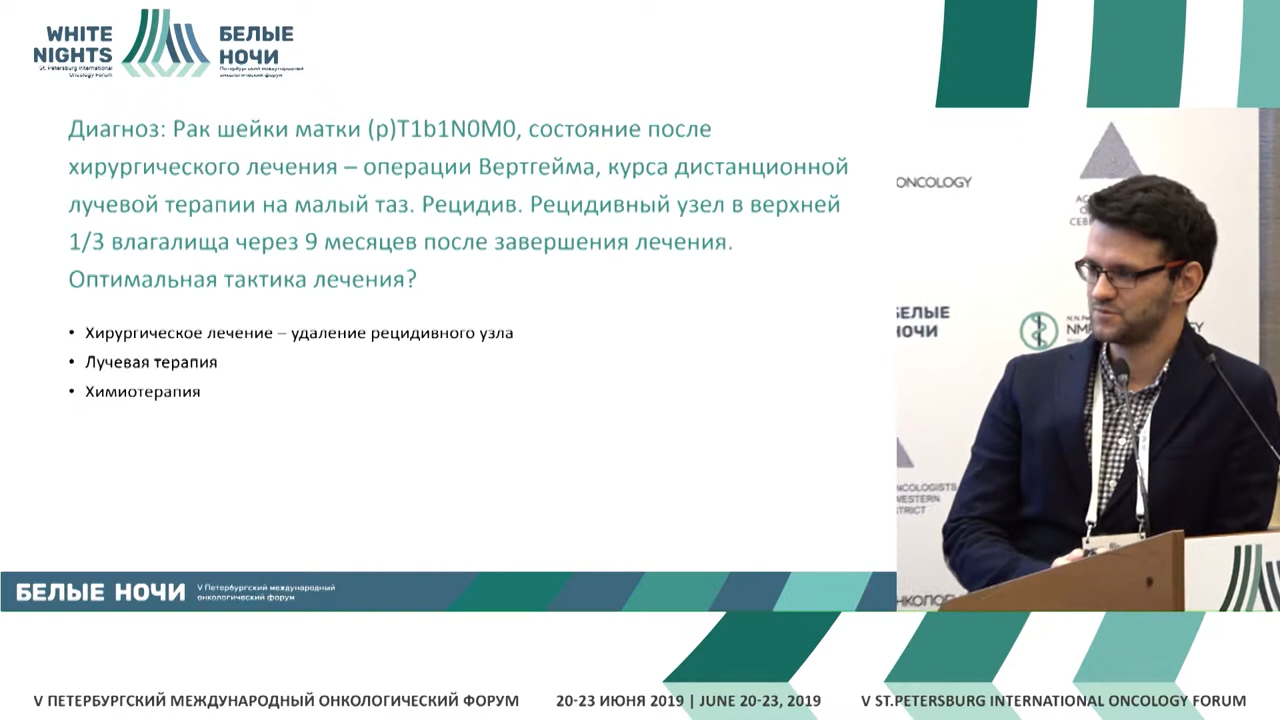 WHITE
NIGHTS
St. Petersburg International
Oncology Forum
БЕЛЫЕ
НОЧИ
Петербургский международный
онкологический форум
Диагноз: Рак шейки матки (p)T1b1N0M0, состояние после
хирургического лечения – операции Вертгейма, курса дистанционной
лучевой терапии на малый таз. Рецидив. Рецидивный узел в верхней
1/3 влагалища через 9 месяцев после завершения лечения.
Оптимальная тактика лечения?
• Хирургическое лечение – удаление рецидивного узла
• Лучевая терапия
• Химиотерапия
ONCOLOGY
БЕЛЫЕ
НОЧИ
БЕЛЫЕ НОЧИ
V Петербургский международный
онкологический форум
V ПЕТЕРБУРГСКИЙ МЕЖДУНАРОДНЫЙ ОНКОЛОГИЧЕСКИЙ ФОРУМ
20-23 ИЮНЯ 2019 | JUNE 20-23, 2019
V ST.PETERSBURG INTERNATIONAL ONCOLOGY FORUM